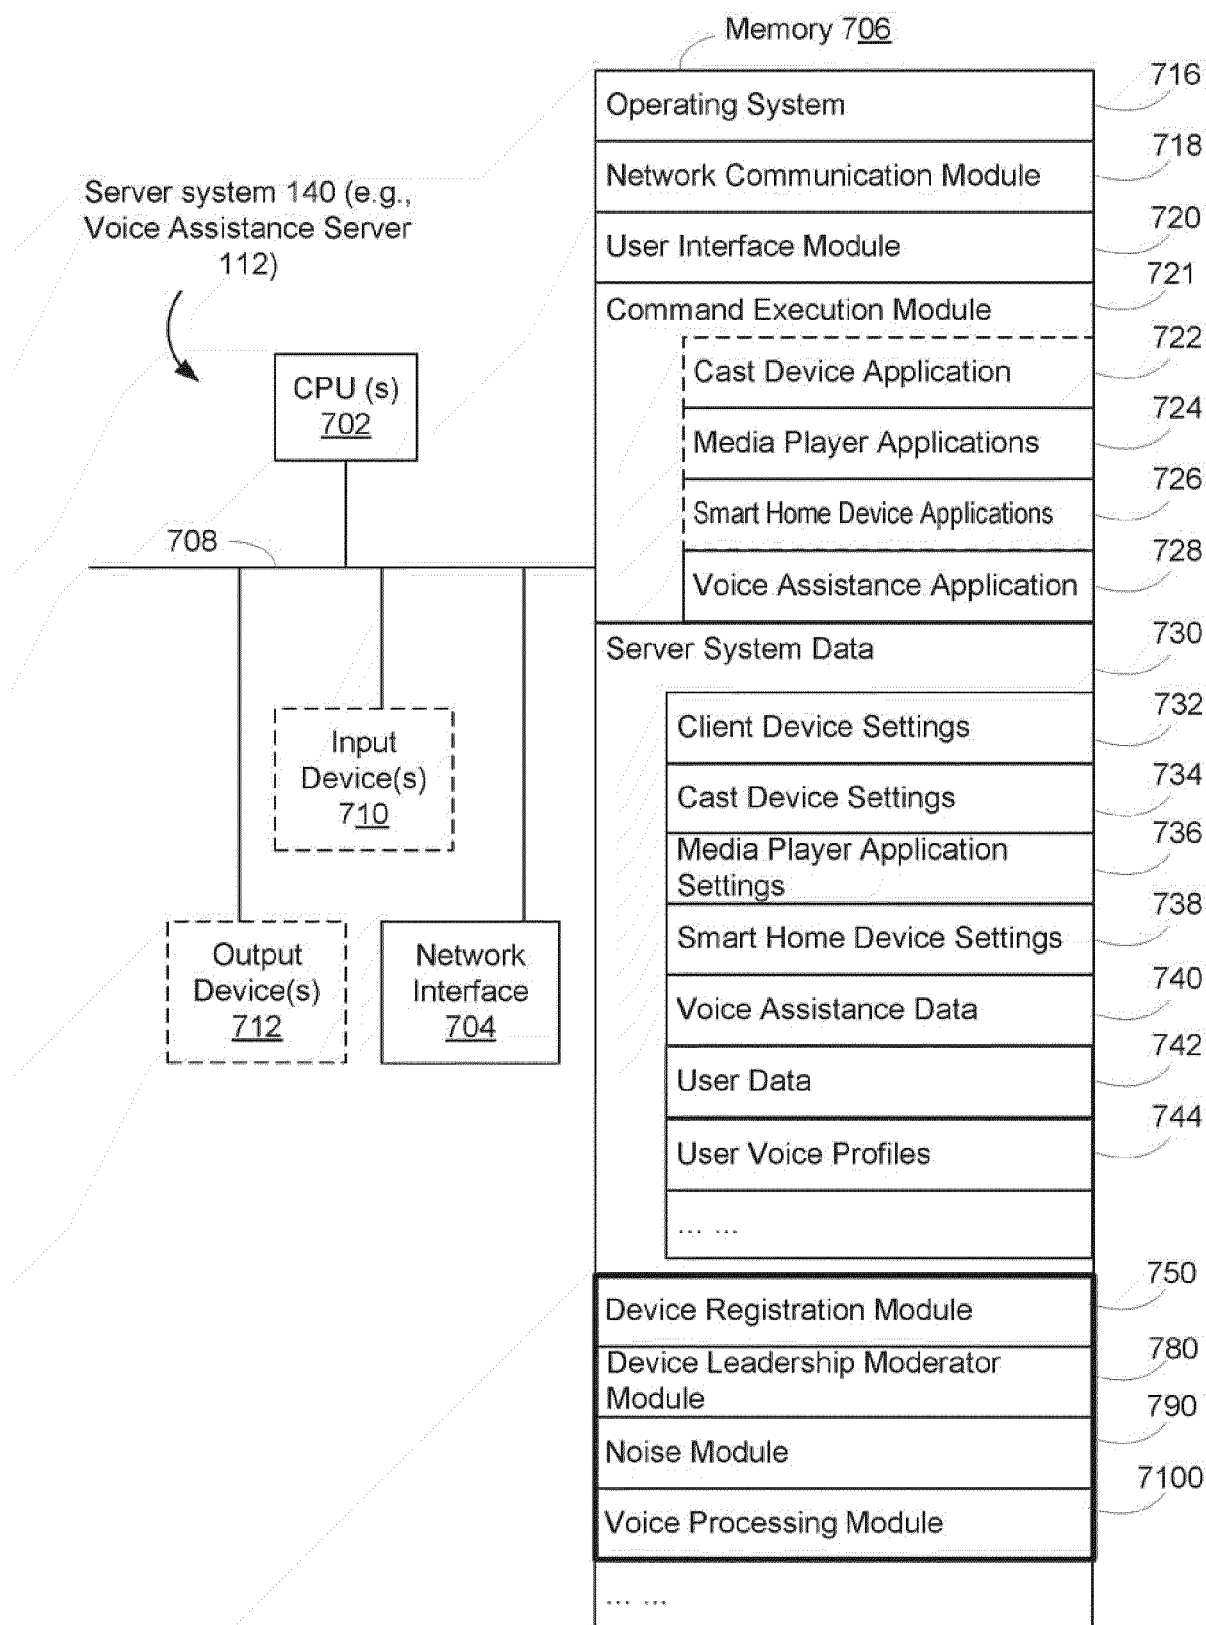 Memory 706
Operating System
716
Network Communication Module
718
User Interface Module
720
Command Execution Module
721
Cast Device Application
722
Media Player Applications
724
Smart Home Device Applications
726
Voice Assistance Application
728
Server System Data
730
Client Device Settings
732
Cast Device Settings
734
Media Player Application
Settings
736
Smart Home Device Settings
738
Voice Assistance Data
740
User Data
742
User Voice Profiles
744
... ...
Device Registration Module
750
Device Leadership Moderator
Module
780
Noise Module
790
Voice Processing Module
7100
... ...
Server system 140 (e.g.,
Voice Assistance Server
112)
CPU (s)
702
708
Input
Device(s)
710
Output
Device(s)
712
Network
Interface
704